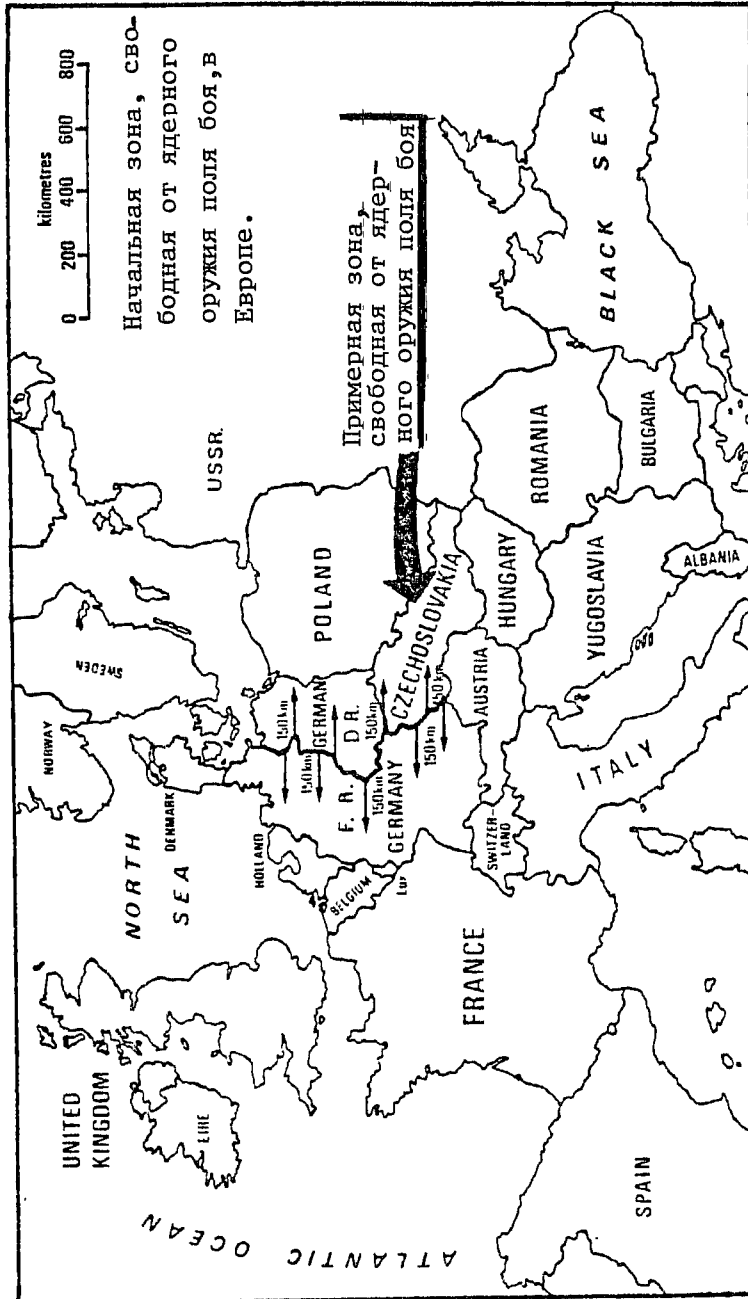 0 200 400 600 800
kilometres
Начальная зона, сво-
бодная от ядерного
оружия поля боя,в
Европе.
Примерная зона,
свободная от ядер-
ного оружия поля боя
UNITED
KINGDOM
EIRE
ATLANTIC OCEAN
NORTH
SEA
NORWAY
SWEDEN
DENMARK
HOLLAND
BELGIUM
LUX
F. R.
GERMANY
GERMAN
D.R.
150km
150km
150km
150km
150km
150km
USSR.
POLAND
CZECHOSLOVAKIA
AUSTRIA
HUNGARY
SWITZER-
LAND
FRANCE
SPAIN
ITALY
YUGOSLAVIA
ALBANIA
ROMANIA
BULGARIA
BLACK SEA